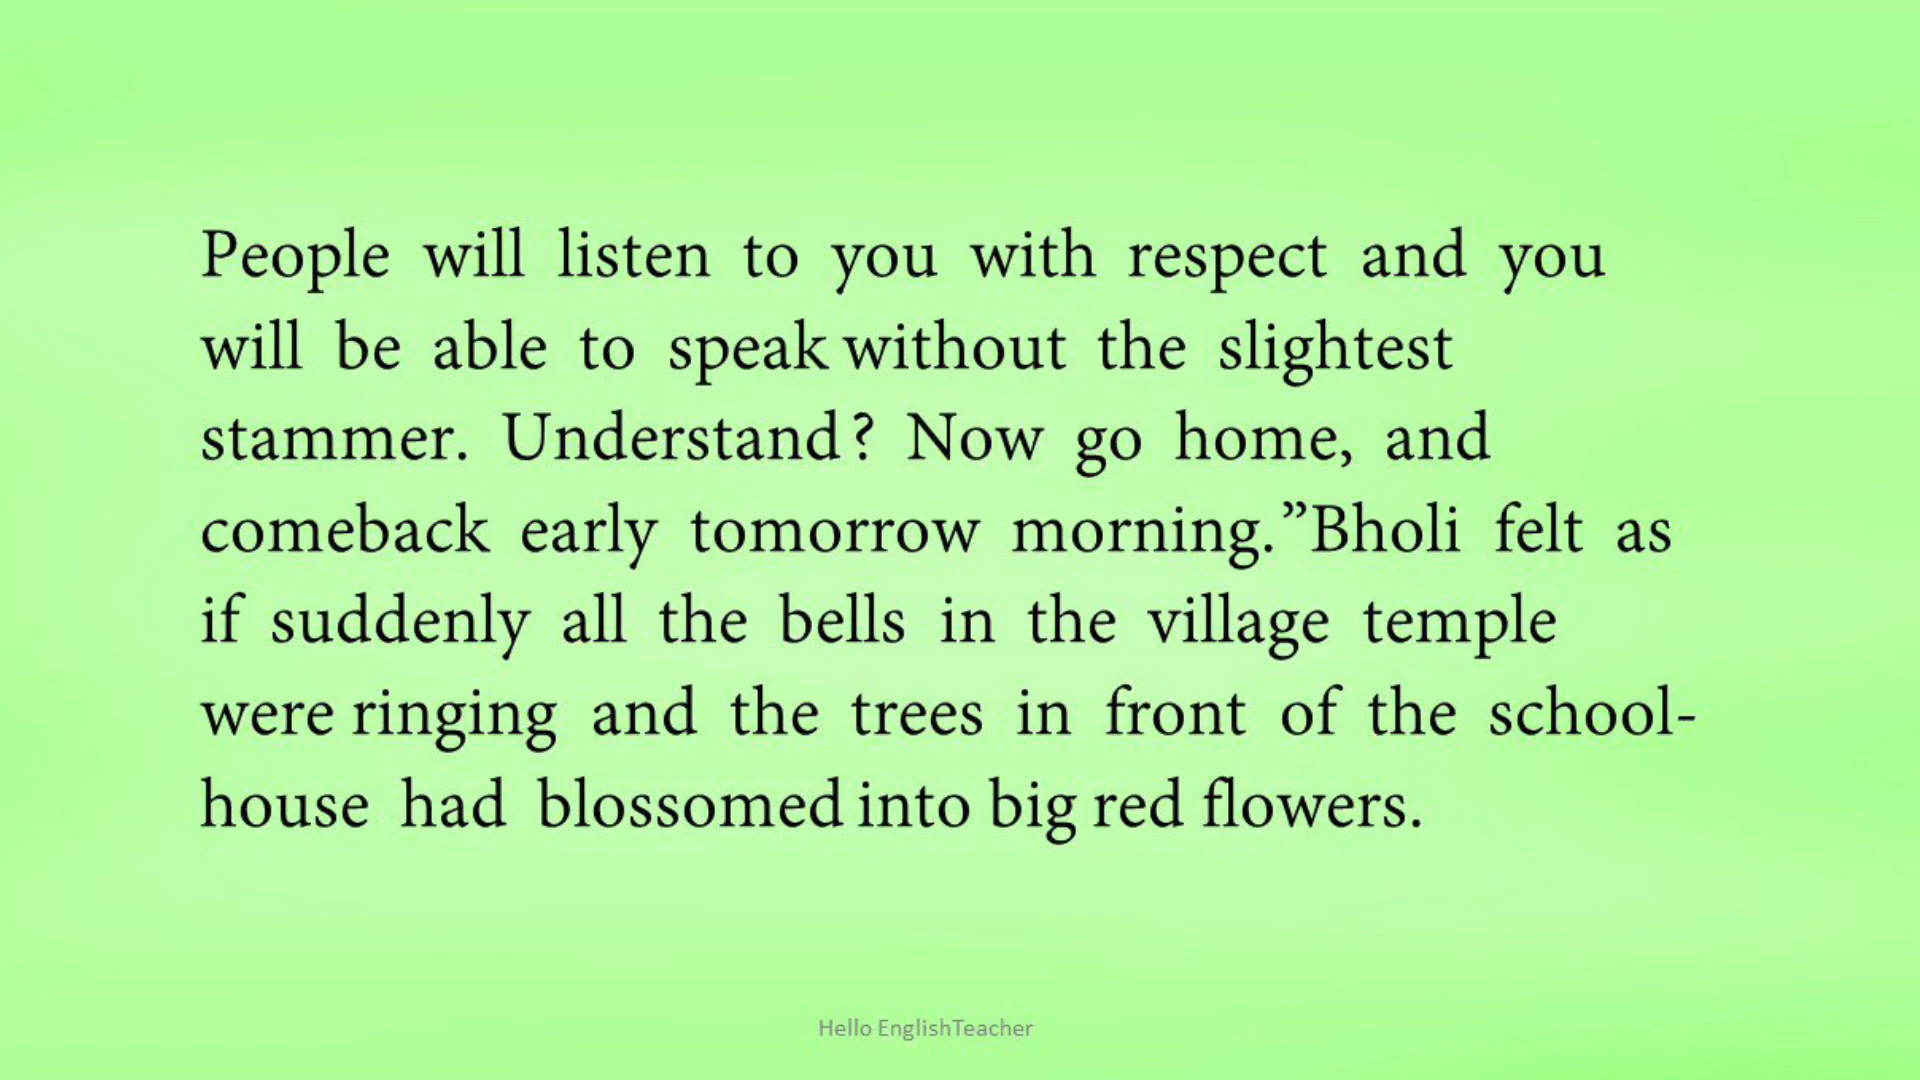 People will listen to you with respect and you
will be able to speak without the slightest
stammer. Understand? Now go home, and
comeback early tomorrow morning.”Bholi felt as
if suddenly all the bells in the village temple
were ringing and the trees in front of the school-
house had blossomed into big red flowers.
Hello EnglishTeacher